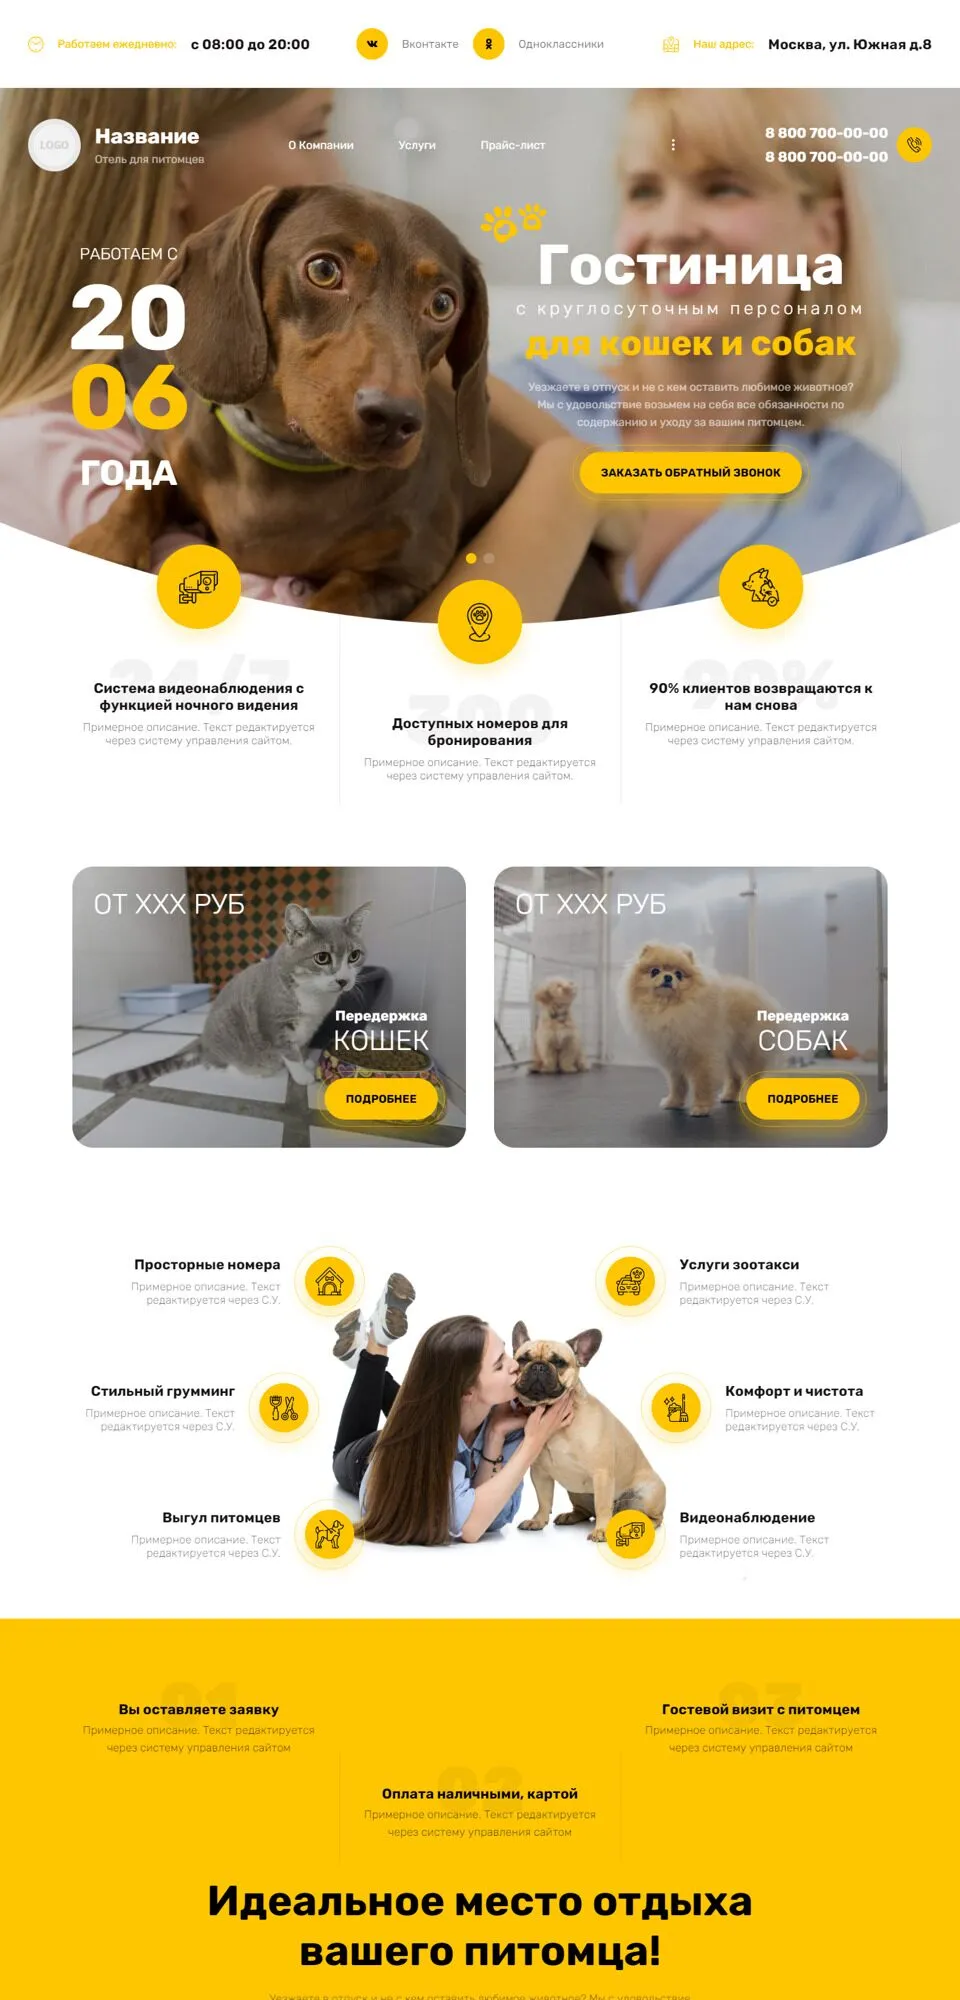 Работаем ежедневно:
с 08:00 до 20:00
Вконтакте
Одноклассники
Наш адрес:
Москва, ул. Южная д.8
LOGO
Название
Отель для питомцев
О Компании
Услуги
Прайс-лист
8 800 700-00-00
8 800 700-00-00
РАБОТАЕМ С
20
06
ГОДА
Гостиница
с круглосуточным персоналом
для кошек и собак
Уезжаете в отпуск и не с кем оставить любимое животное?
Мы с удовольствие возьмем на себя все обязанности по
содержанию и уходу за вашим питомцем.
ЗАКАЗАТЬ ОБРАТНЫЙ ЗВОНОК
24/7
Система видеонаблюдения с
функцией ночного видения
Примерное описание. Текст редактируется
через систему управления сайтом.
300
Доступных номеров для
бронирования
Примерное описание. Текст редактируется
через систему управления сайтом.
90%
90% клиентов возвращаются к
нам снова
Примерное описание. Текст редактируется
через систему управления сайтом.
ОТ XXX РУБ
Передержка
КОШЕК
ПОДРОБНЕЕ
ОТ XXX РУБ
Передержка
СОБАК
ПОДРОБНЕЕ
Просторные номера
Примерное описание. Текст
редактируется через С.У.
Услуги зоотакси
Примерное описание. Текст
редактируется через С.У.
Стильный грумминг
Примерное описание. Текст
редактируется через С.У.
Комфорт и чистота
Примерное описание. Текст
редактируется через С.У.
Выгул питомцев
Примерное описание. Текст
редактируется через С.У.
Видеонаблюдение
Примерное описание. Текст
редактируется через С.У.
01
Вы оставляете заявку
Примерное описание. Текст редактируется
через систему управления сайтом
02
Оплата наличными, картой
Примерное описание. Текст редактируется
через систему управления сайтом
03
Гостевой визит с питомцем
Примерное описание. Текст редактируется
через систему управления сайтом
Идеальное место отдыха
вашего питомца!
Уезжаете в отпуск и не с кем оставить любимое животное? Мы с удовольствие